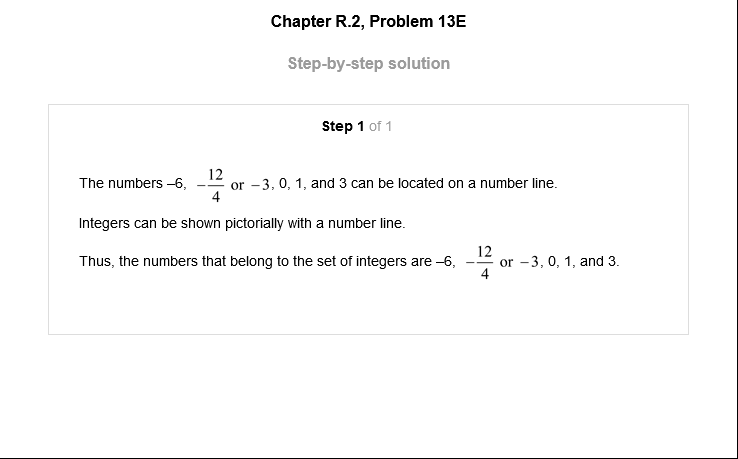 Chapter R.2, Problem 13E
Step-by-step solution
Step 1 of 1
The numbers –6, −12/4 or −3, 0, 1, and 3 can be located on a number line.
Integers can be shown pictorially with a number line.
Thus, the numbers that belong to the set of integers are –6, −12/4 or −3, 0, 1, and 3.